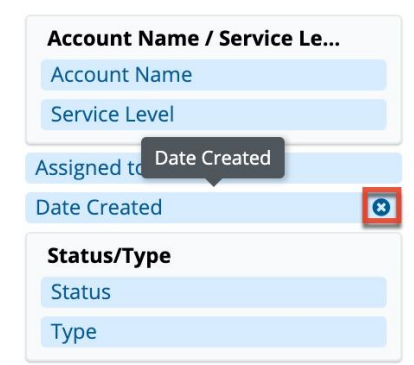 Account Name / Service Le...
Account Name
Service Level
Date Created
Assigned to
Date Created
Status/Type
Status
Type